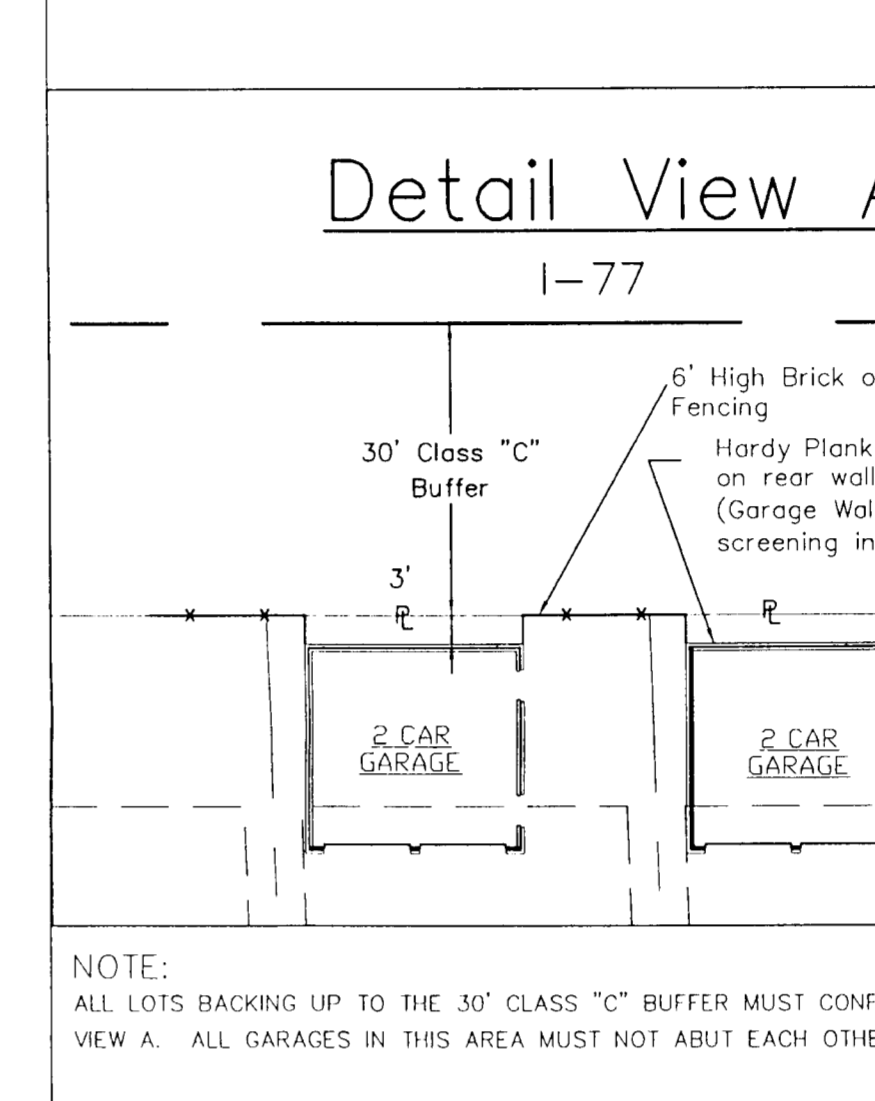 Detail View A
I-77
6' High Brick o
Fencing
Hardy Plank
on rear wall
(Garage Wal
screening in
30' Class "C"
Buffer
3'
PL
PL
2 CAR
GARAGE
2 CAR
GARAGE
NOTE:
ALL LOTS BACKING UP TO THE 30' CLASS "C" BUFFER MUST CONF
VIEW A. ALL GARAGES IN THIS AREA MUST NOT ABUT EACH OTHE